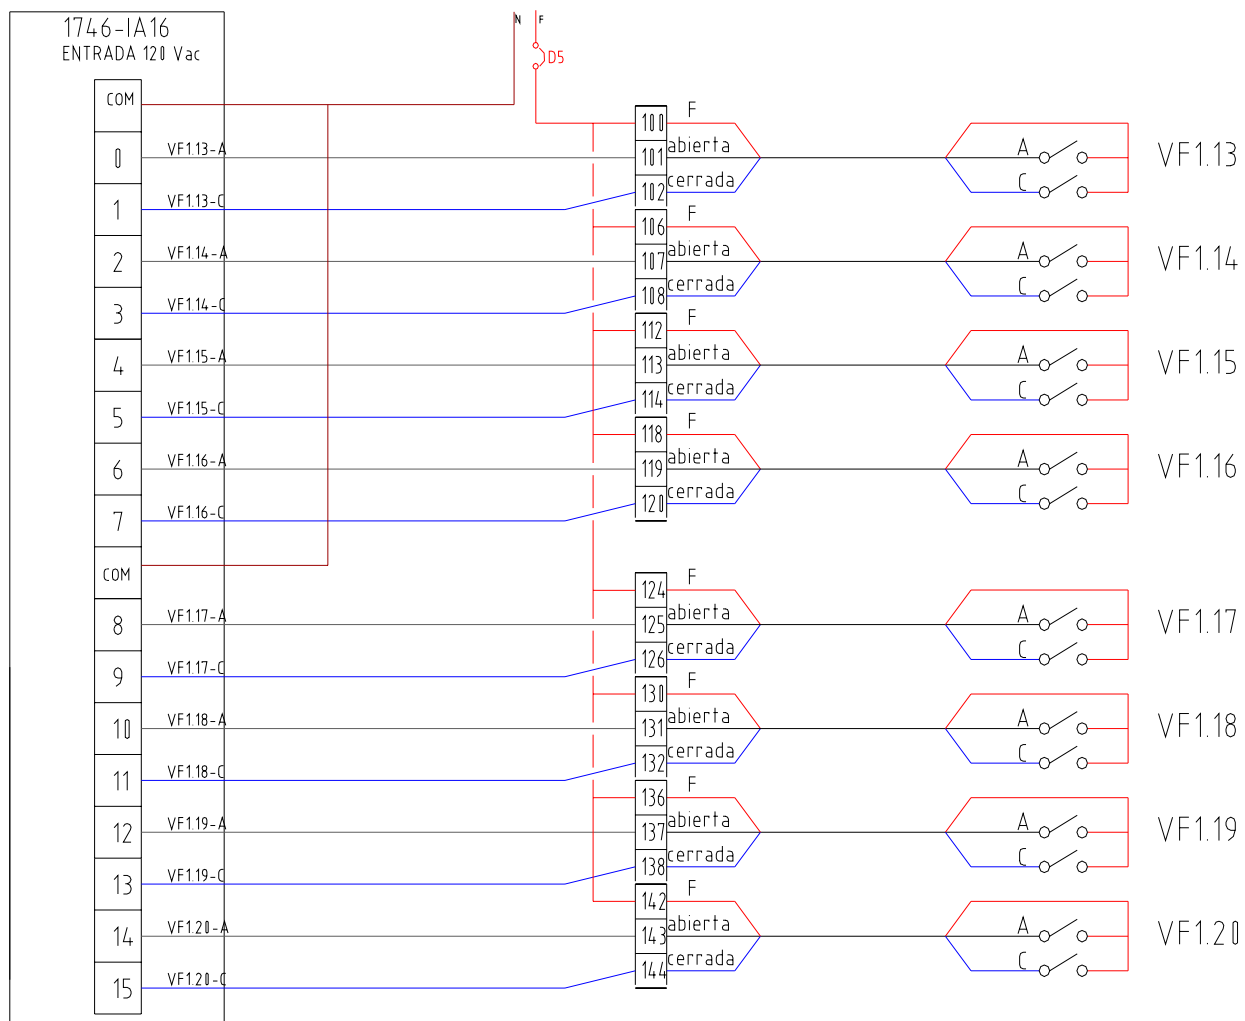 1746-IA16
ENTRADA 120 Vac
N F
D5
COM
0 VF1.13-A
1 VF1.13-C
2 VF1.14-A
3 VF1.14-C
4 VF1.15-A
5 VF1.15-C
6 VF1.16-A
7 VF1.16-C
COM
8 VF1.17-A
9 VF1.17-C
10 VF1.18-A
11 VF1.18-C
12 VF1.19-A
13 VF1.19-C
14 VF1.20-A
15 VF1.20-C
100 F
101 abierta A
102 cerrada C
VF1.13
106 F
107 abierta A
108 cerrada C
VF1.14
112 F
113 abierta A
114 cerrada C
VF1.15
118 F
119 abierta A
120 cerrada C
VF1.16
124 F
125 abierta A
126 cerrada C
VF1.17
130 F
131 abierta A
132 cerrada C
VF1.18
136 F
137 abierta A
138 cerrada C
VF1.19
142 F
143 abierta A
144 cerrada C
VF1.20